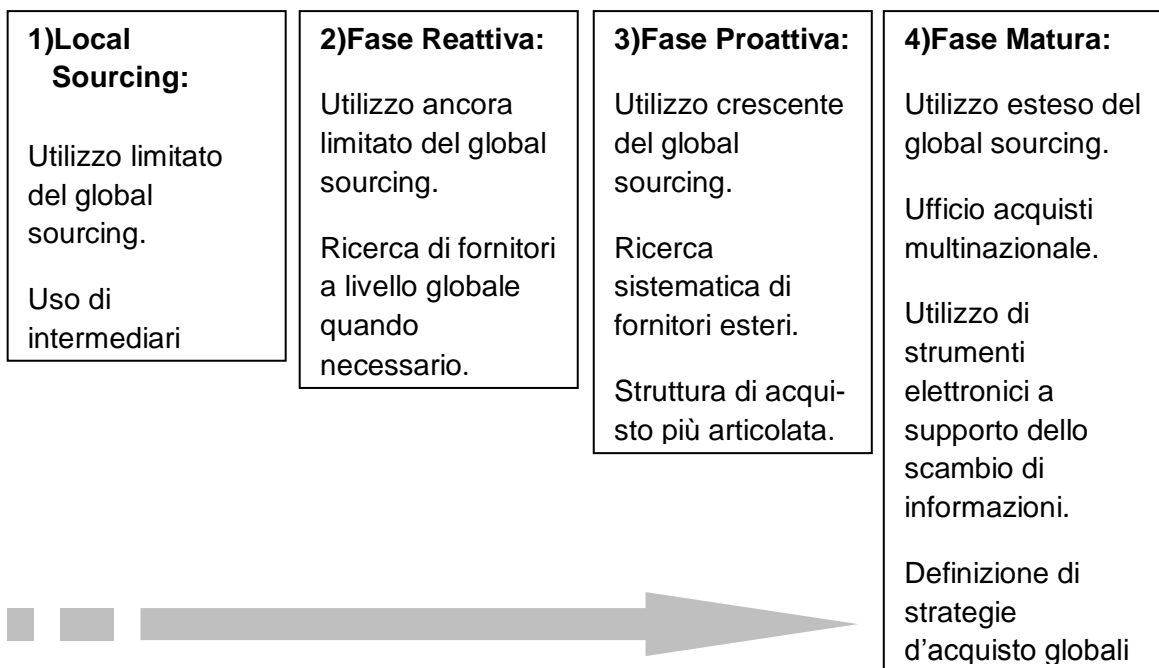 1)Local
Sourcing:
Utilizzo limitato
del global
sourcing.
Uso di
intermediari
2)Fase Reattiva:
Utilizzo ancora
limitato del global
sourcing.
Ricerca di fornitori
a livello globale
quando
necessario.
3)Fase Proattiva:
Utilizzo crescente
del global
sourcing.
Ricerca
sistematica di
fornitori esteri.
Struttura di acqui-
sto più articolata.
4)Fase Matura:
Utilizzo esteso del
global sourcing.
Ufficio acquisti
multinazionale.
Utilizzo di
strumenti
elettronici a
supporto dello
scambio di
informazioni.
Definizione di
strategie
d'acquisto globali